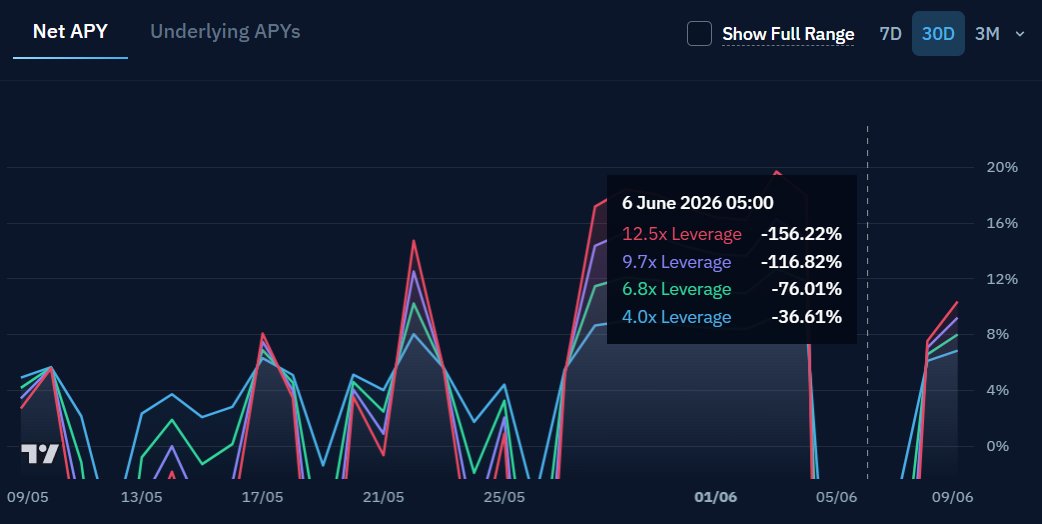 Net APY
Underlying APYs
Show Full Range
7D
30D
3M
20%
16%
12%
8%
4%
0%
6 June 2026 05:00
12.5x Leverage -156.22%
9.7x Leverage -116.82%
6.8x Leverage -76.01%
4.0x Leverage -36.61%
09/05
13/05
17/05
21/05
25/05
01/06
05/06
09/06